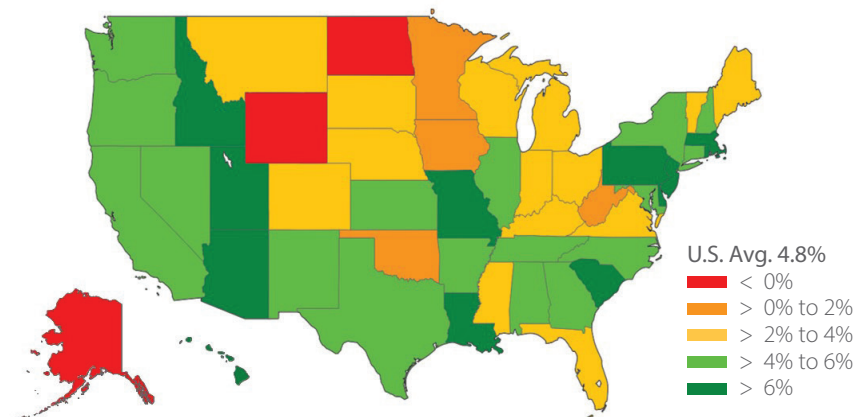 U.S. Avg. 4.8%
< 0%
> 0% to 2%
> 2% to 4%
> 4% to 6%
> 6%